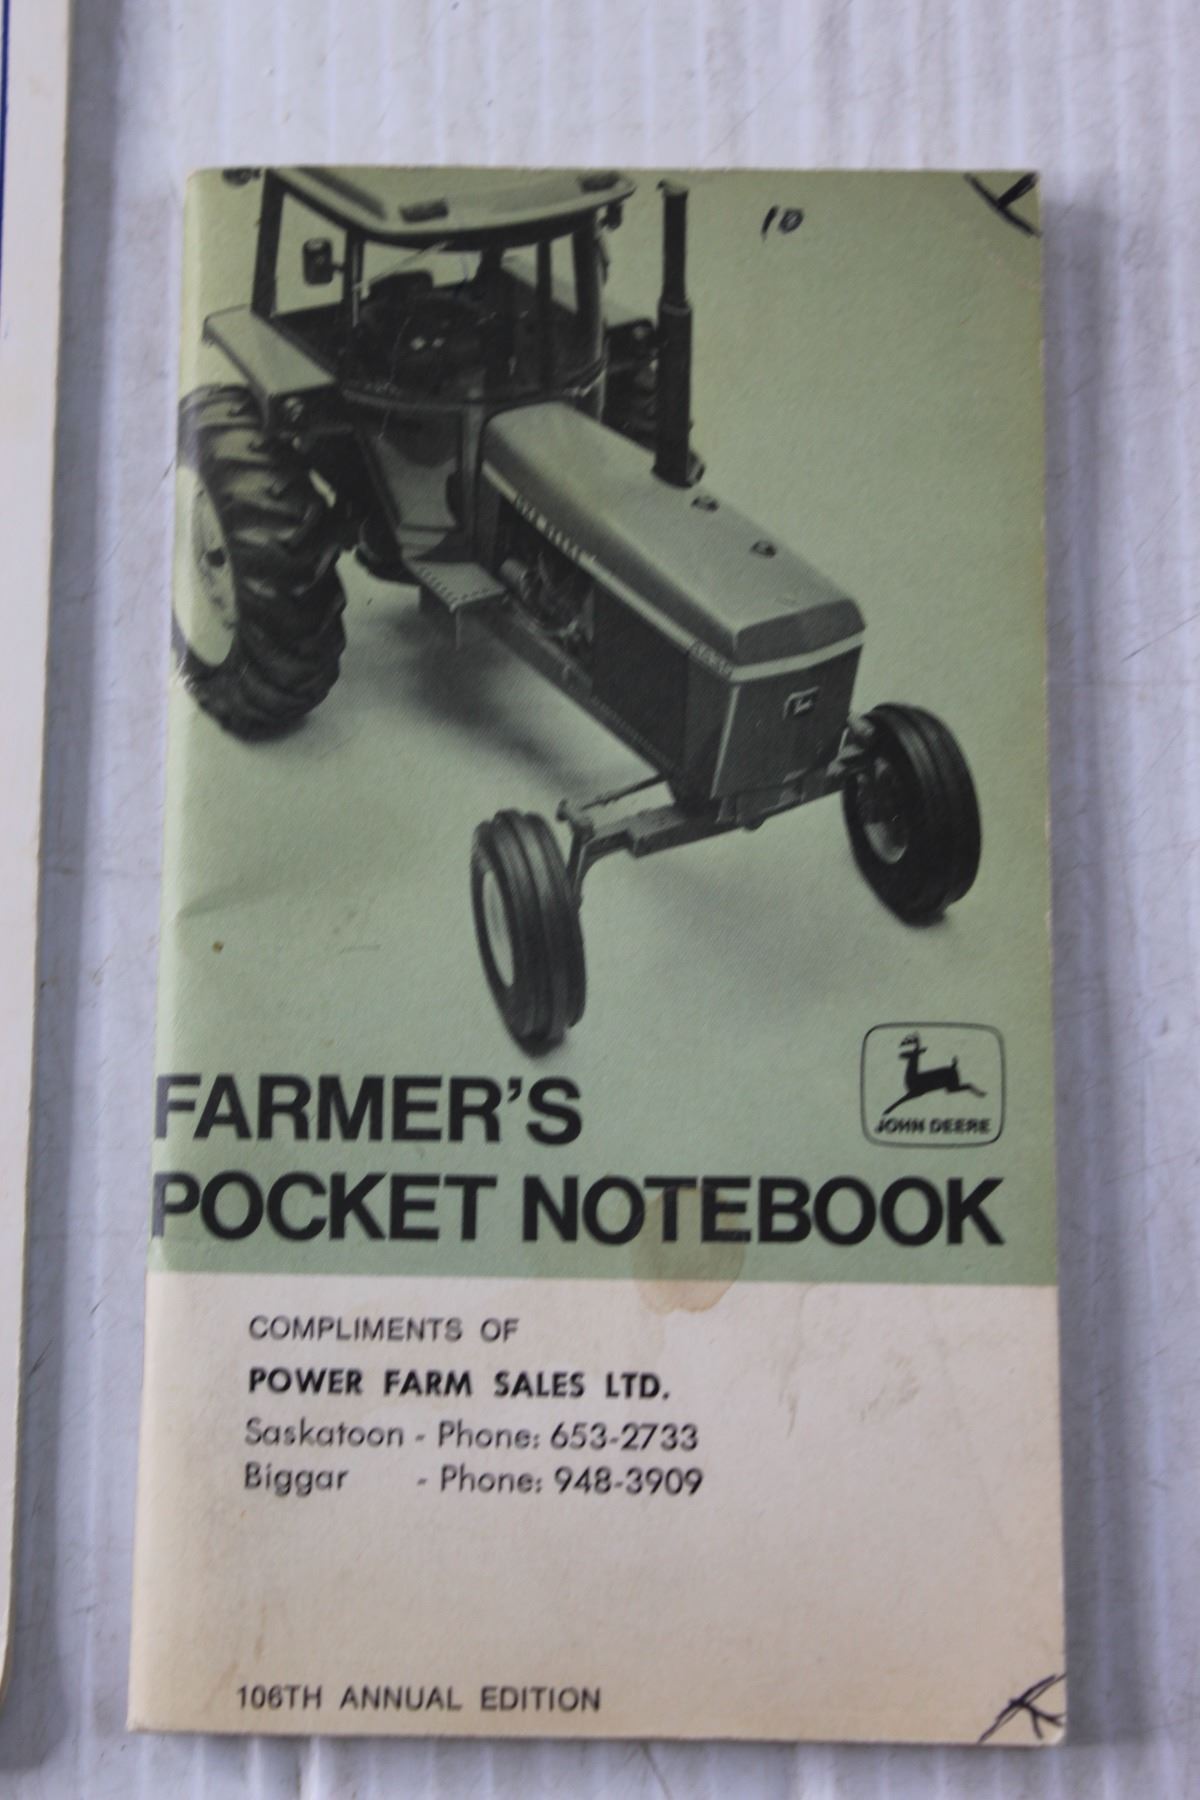 10
JOHN DEERE
FARMER'S
POCKET NOTEBOOK
COMPLIMENTS OF
POWER FARM SALES LTD.
Saskatoon - Phone: 653-2733
Biggar - Phone: 948-3909
106TH ANNUAL EDITION